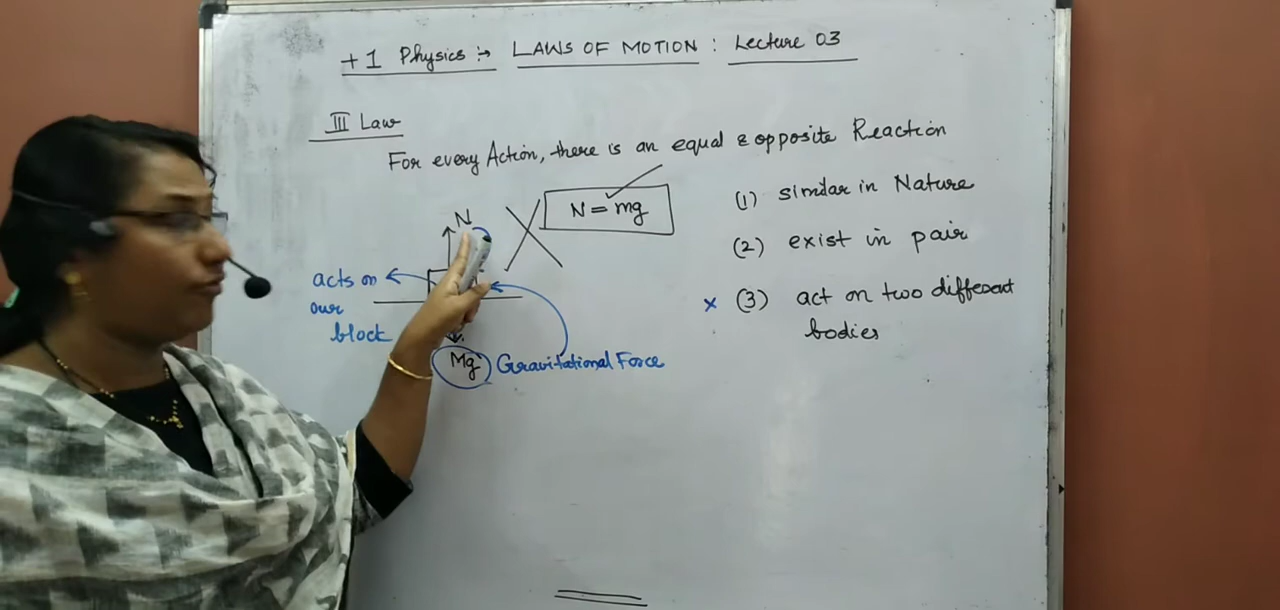 +1 Physics :→ LAWS OF MOTION : Lecture 03
III Law
For every Action, there is an equal & opposite Reaction
N
N = mg
(1) similar in Nature
(2) exist in pair
x (3) act on two different
bodies
acts on
our
block
Mg Gravitational Force